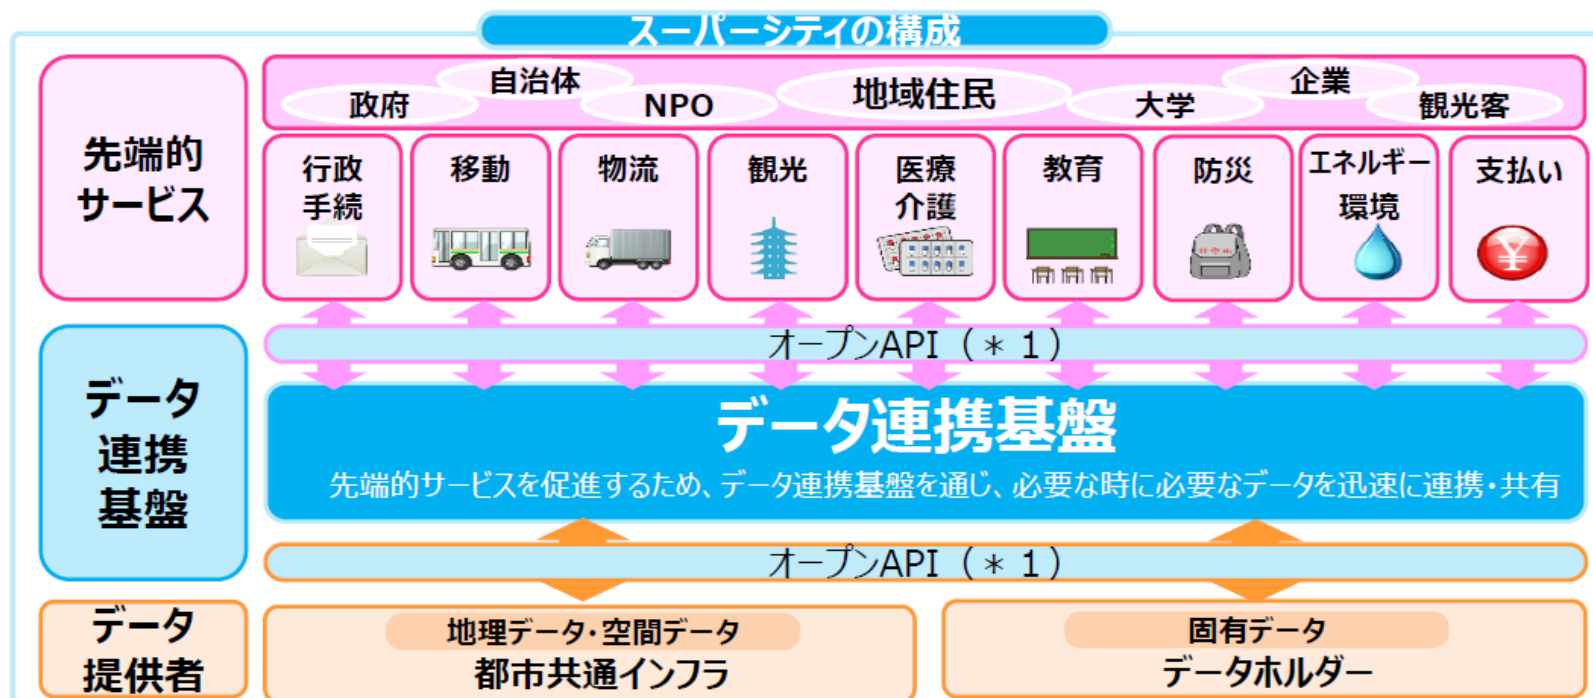 スーパーシティの構成
先端的
サービス
政府
自治体
NPO
地域住民
大学
企業
観光客
行政
手続
移動
物流
観光
医療
介護
教育
防災
エネルギー
環境
支払い
オープンAPI（＊１）
データ
連携
基盤
データ連携基盤
先端的サービスを促進するため、データ連携基盤を通じ、必要な時に必要なデータを迅速に連携・共有
オープンAPI（＊１）
データ
提供者
地理データ・空間データ
都市共通インフラ
固有データ
データホルダー